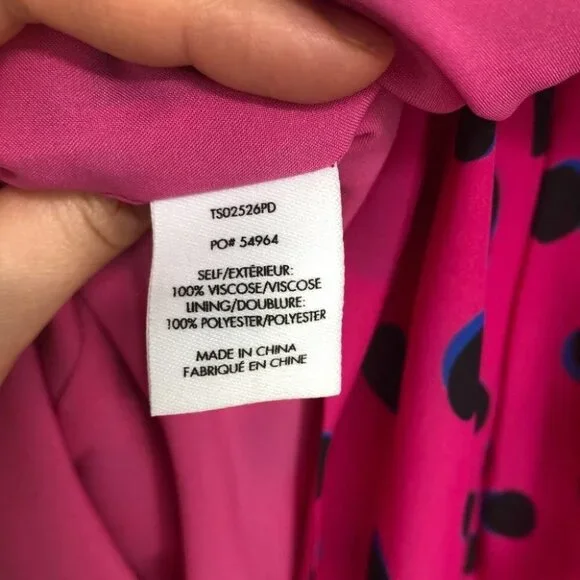 TS02526PD
PO# 54964
SELF/EXTÉRIEUR:
100% VISCOSE/VISCOSE
LINING/DOUBLURE:
100% POLYESTER/POLYESTER
MADE IN CHINA
FABRIQUÉ EN CHINE